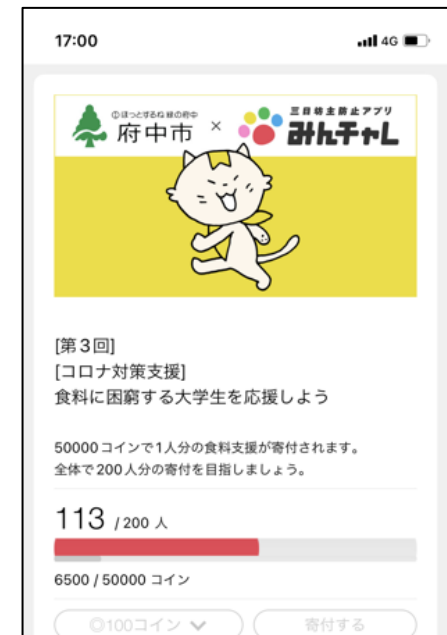 17:00 4G
ほっとするね 緑の府中
府中市 × 三日坊主防止アプリ
みんチャレ
[第3回]
[コロナ対策支援]
食料に困窮する大学生を応援しよう
50000コインで1人分の食料支援が寄付されます。
全体で200人分の寄付を目指しましょう。
113 /200 人
6500 / 50000 コイン
◎100コイン 寄付する